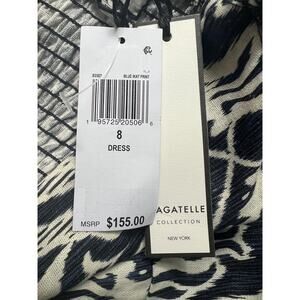 BLUE IKAT PRINT
1 95725 20506 6
8
DRESS
MSRP $155.00
AGATELLE
COLLECTION
NEW YORK